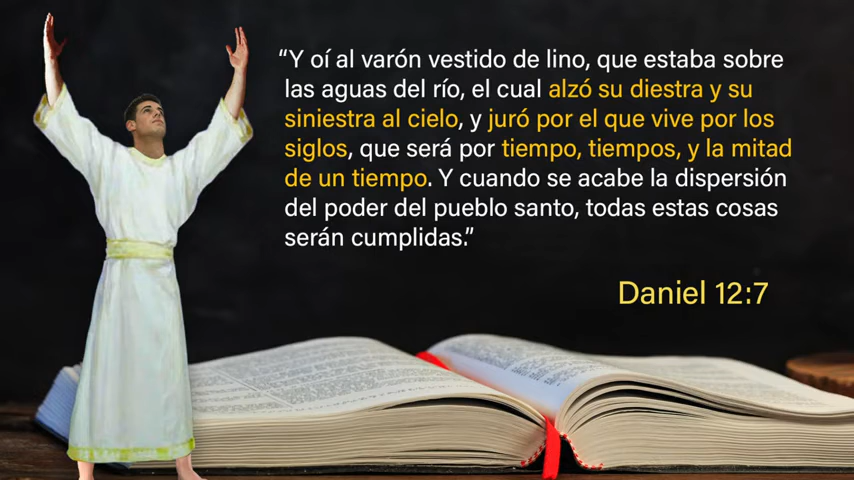 “Y oí al varón vestido de lino, que estaba sobre
las aguas del río, el cual alzó su diestra y su
siniestra al cielo, y juró por el que vive por los
siglos, que será por tiempo, tiempos, y la mitad
de un tiempo. Y cuando se acabe la dispersión
del poder del pueblo santo, todas estas cosas
serán cumplidas.”
Daniel 12:7